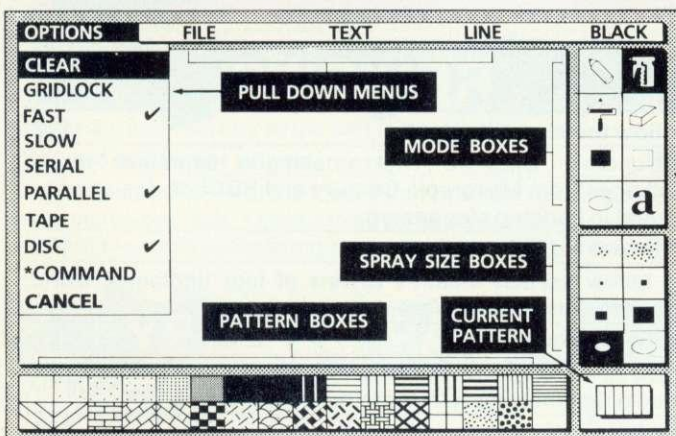 OPTIONS FILE TEXT LINE BLACK
CLEAR
GRIDLOCK
FAST ✓
SLOW
SERIAL
PARALLEL ✓
TAPE
DISC ✓
*COMMAND
CANCEL
PULL DOWN MENUS
MODE BOXES
a
SPRAY SIZE BOXES
PATTERN BOXES
CURRENT
PATTERN